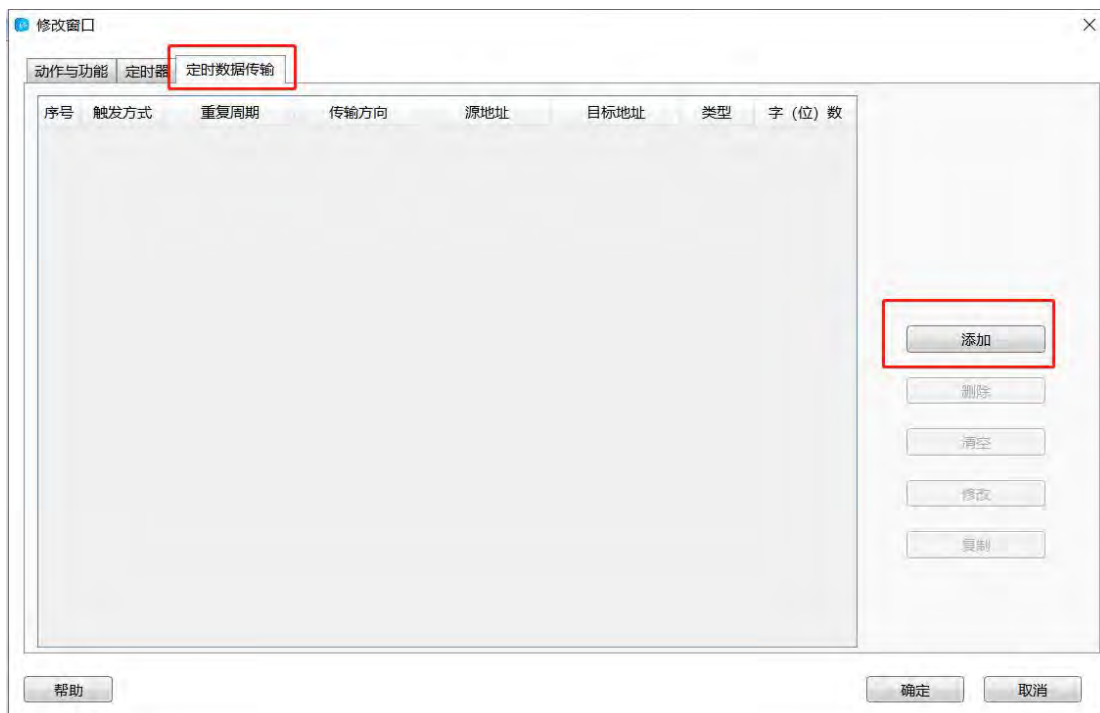 修改窗口
动作与功能 定时器 定时数据传输
序号 触发方式 重复周期 传输方向 源地址 目标地址 类型 字（位）数
添加
删除
清空
修改
复制
帮助 确定 取消